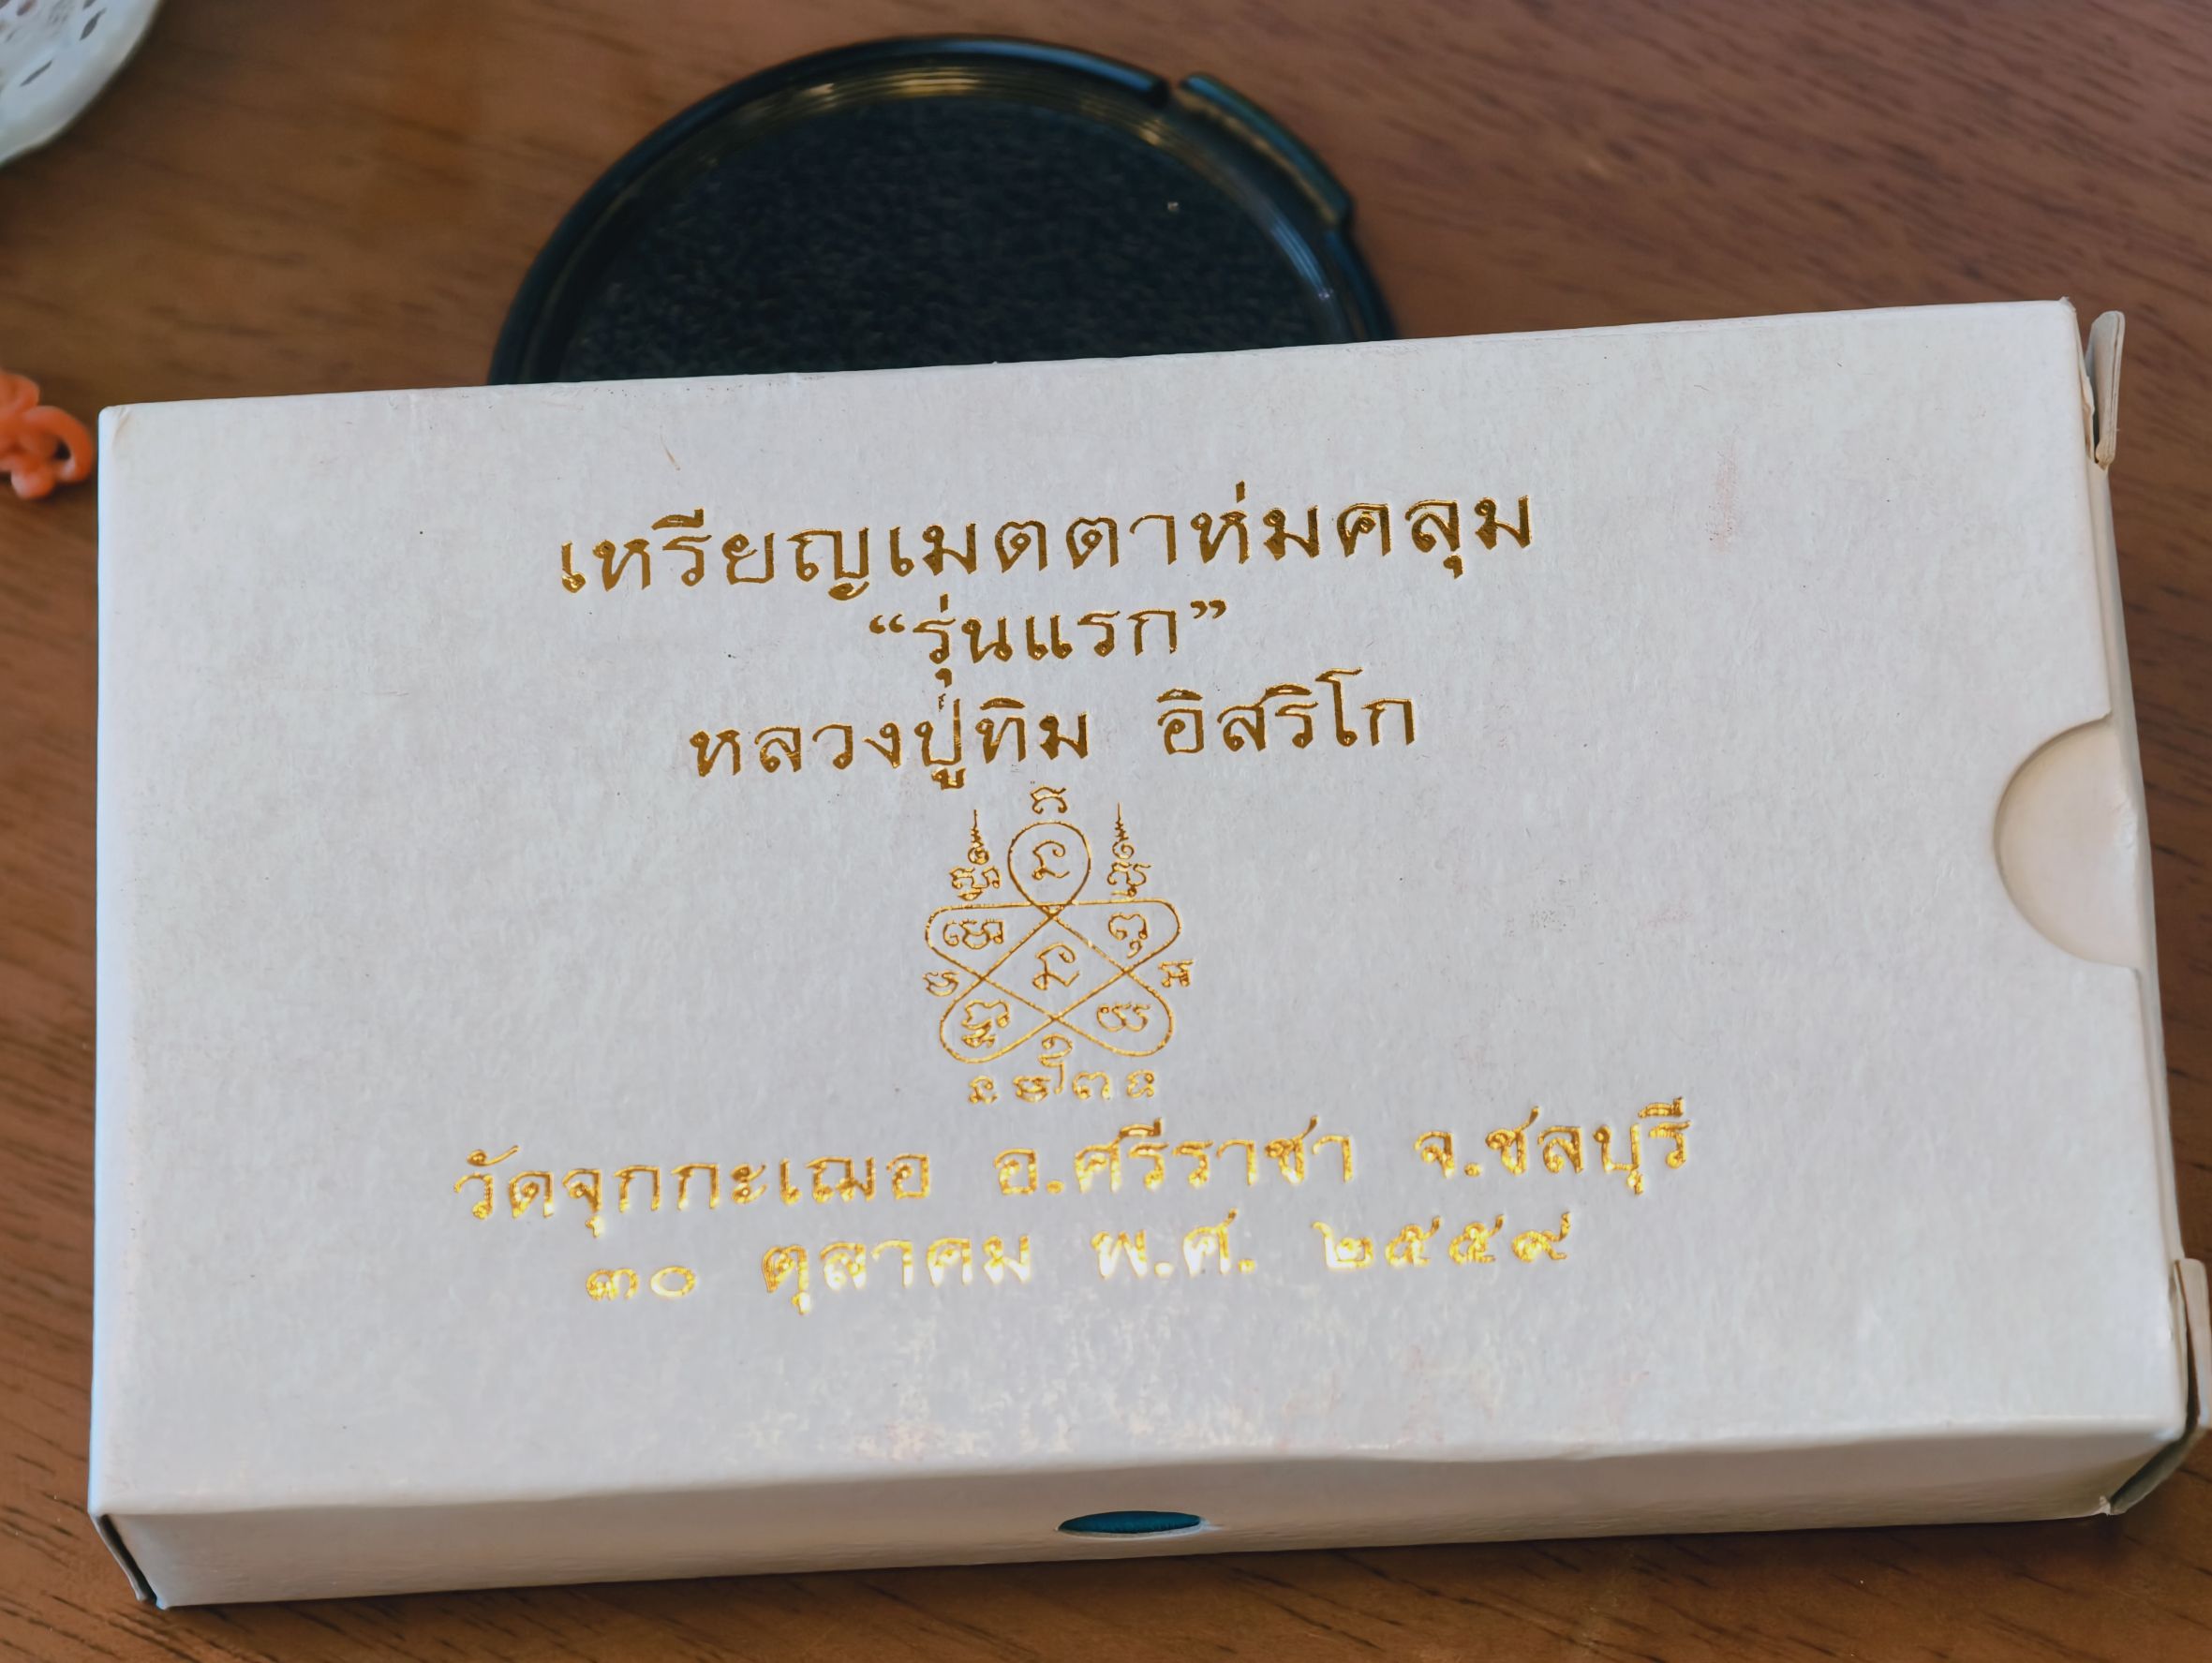 เหรียญเมตตาห่มคลุม
“รุ่นแรก”
หลวงปู่ทิม อิสริโก
วัดจุกกะเฌอ อ.ศรีราชา จ.ชลบุรี
๓๐ ตุลาคม พ.ศ. ๒๕๕๙